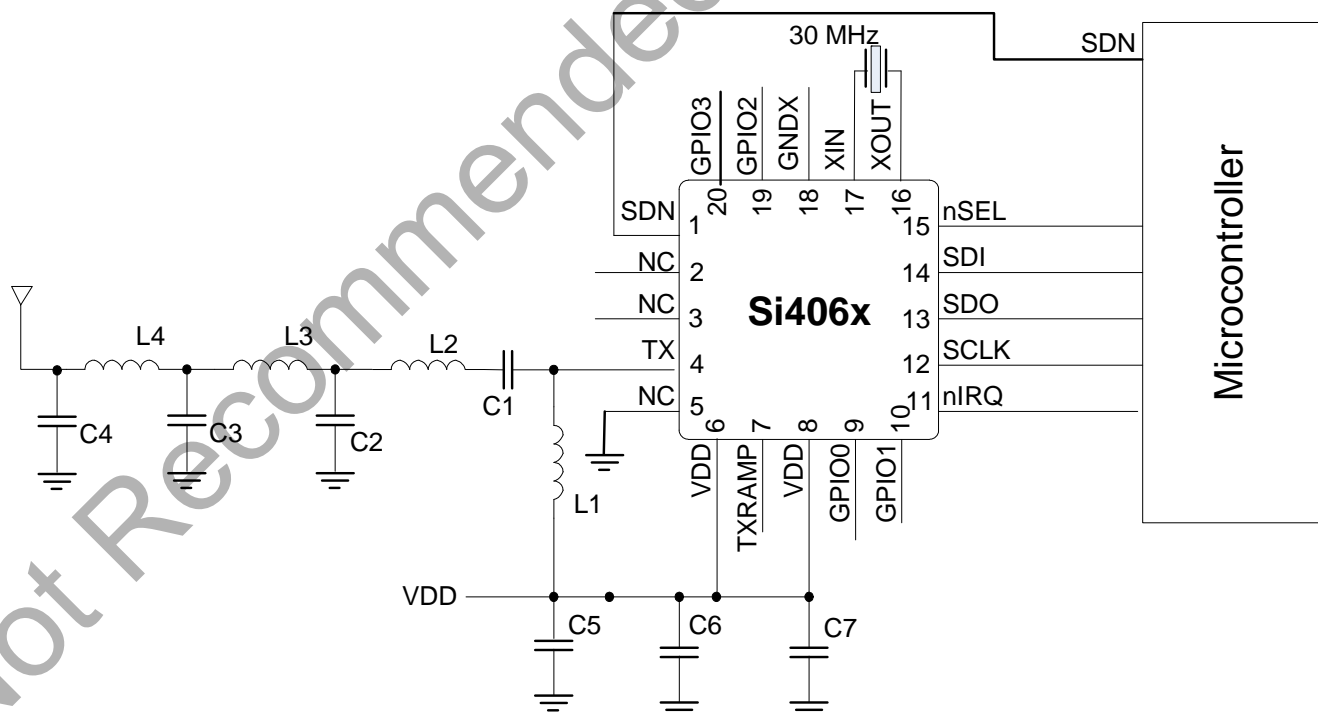 Not Recommended
30 MHz
SDN
GPIO3
GPIO2
GNDX
XIN
XOUT
20
19
18
17
16
SDN
1
nSEL
15
NC
2
SDI
14
NC
3
Si406x
SDO
13
TX
4
SCLK
12
NC
5
nIRQ
11
6
7
8
9
10
VDD
TXRAMP
VDD
GPIO0
GPIO1
Microcontroller
L4
L3
L2
C1
C4
C3
C2
L1
VDD
C5
C6
C7